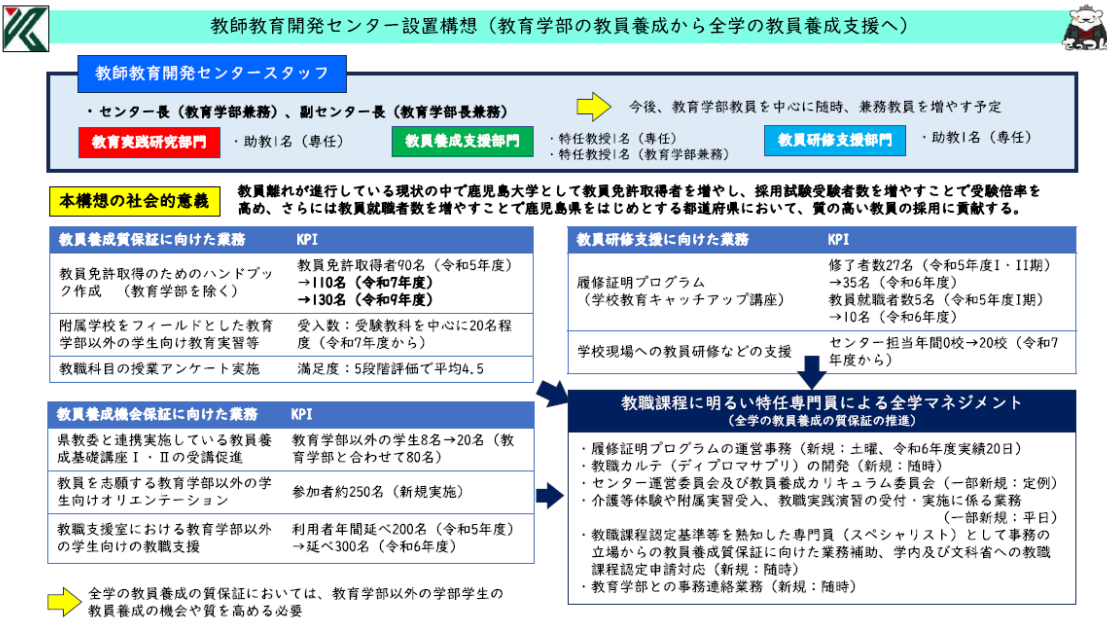 教師教育開発センター設置構想（教育学部の教員養成から全学の教員養成支援へ）
教師教育開発センタースタッフ
・センター長（教育学部兼務）、副センター長（教育学部長兼務）
今後、教育学部教員を中心に随時、兼務教員を増やす予定
教育実践研究部門
・助教1名（専任）
教員養成支援部門
・特任教授1名（専任）
・特任教授1名（教育学部兼務）
教員研修支援部門
・助教1名（専任）
本構想の社会的意義
教員離れが進行している現状の中で鹿児島大学として教員免許取得者を増やし、採用試験受験者数を増やすことで受験倍率を
高め、さらには教員就職者数を増やすことで鹿児島県をはじめとする都道府県において、質の高い教員の採用に貢献する。
教員養成質保証に向けた業務 KPI
教員免許取得のためのハンドブッ
ク作成　（教育学部を除く）
教員免許取得者90名（令和5年度）
→110名（令和7年度）
→130名（令和9年度）
附属学校をフィールドとした教育
学部以外の学生向け教育実習等
受入数：受験教科を中心に20名程
度（令和7年度から）
教職科目の授業アンケート実施
満足度：5段階評価で平均4.5
教員養成機会保証に向けた業務 KPI
県教委と連携実施している教員養
成基礎講座Ⅰ・Ⅱの受講促進
教育学部以外の学生8名→20名（教
育学部と合わせて80名）
教員を志願する教育学部以外の学
生向けオリエンテーション
参加者約250名（新規実施）
教職支援室における教育学部以外
の学生向けの教職支援
利用者年間延べ200名（令和5年度）
→延べ300名（令和6年度）
全学の教員養成の質保証においては、教育学部以外の学部学生の
教員養成の機会や質を高める必要
教員研修支援に向けた業務 KPI
履修証明プログラム
（学校教育キャッチアップ講座）
修了者数27名（令和5年度I・II期）
→35名（令和6年度）
教員就職者数5名（令和5年度I期）
→10名（令和6年度）
学校現場への教員研修などの支援
センター担当年間0校→20校（令和7
年度から）
教職課程に明るい特任専門員による全学マネジメント
（全学の教員養成の質保証の推進）
・履修証明プログラムの運営事務（新規：土曜、令和6年度実績20日）
・教職カルテ（ディプロマサプリ）の開発（新規：随時）
・センター運営委員会及び教員養成カリキュラム委員会（一部新規：定例）
・介護等体験や附属実習受入、教職実践演習の受付・実施に係る業務
（一部新規：平日）
・教職課程認定基準等を熟知した専門員（スペシャリスト）として事務の
立場からの教員養成質保証に向けた業務補助、学内及び文科省への教職
課程認定申請対応（新規：随時）
・教育学部との事務連絡業務（新規：随時）